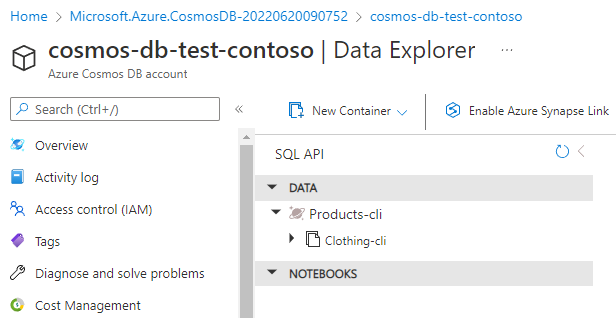 Home > Microsoft.Azure.CosmosDB-20220620090752 > cosmos-db-test-contoso
cosmos-db-test-contoso | Data Explorer ...
Azure Cosmos DB account
Search (Ctrl+/) «
New Container
Enable Azure Synapse Link
Overview
Activity log
Access control (IAM)
Tags
Diagnose and solve problems
Cost Management
SQL API
DATA
Products-cli
Clothing-cli
NOTEBOOKS